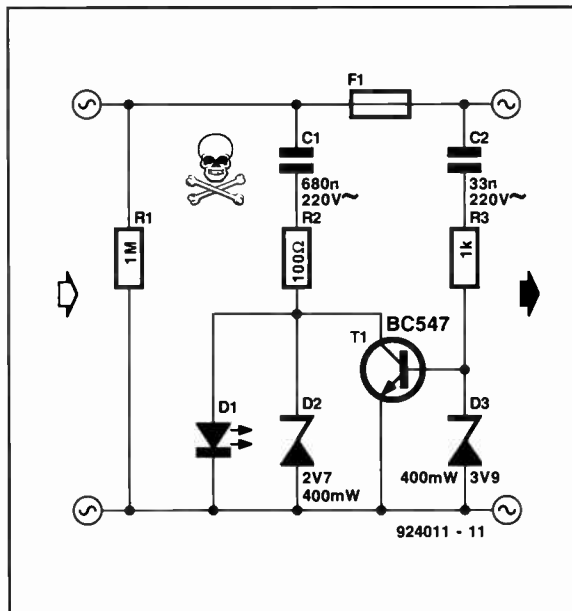 F1
C1
680n
220V~
C2
33n
220V~
R1
1M
R2
100Ω
R3
1k
BC547
T1
D1
D2
2V7
400mW
D3
400mW 3V9
924011 - 11